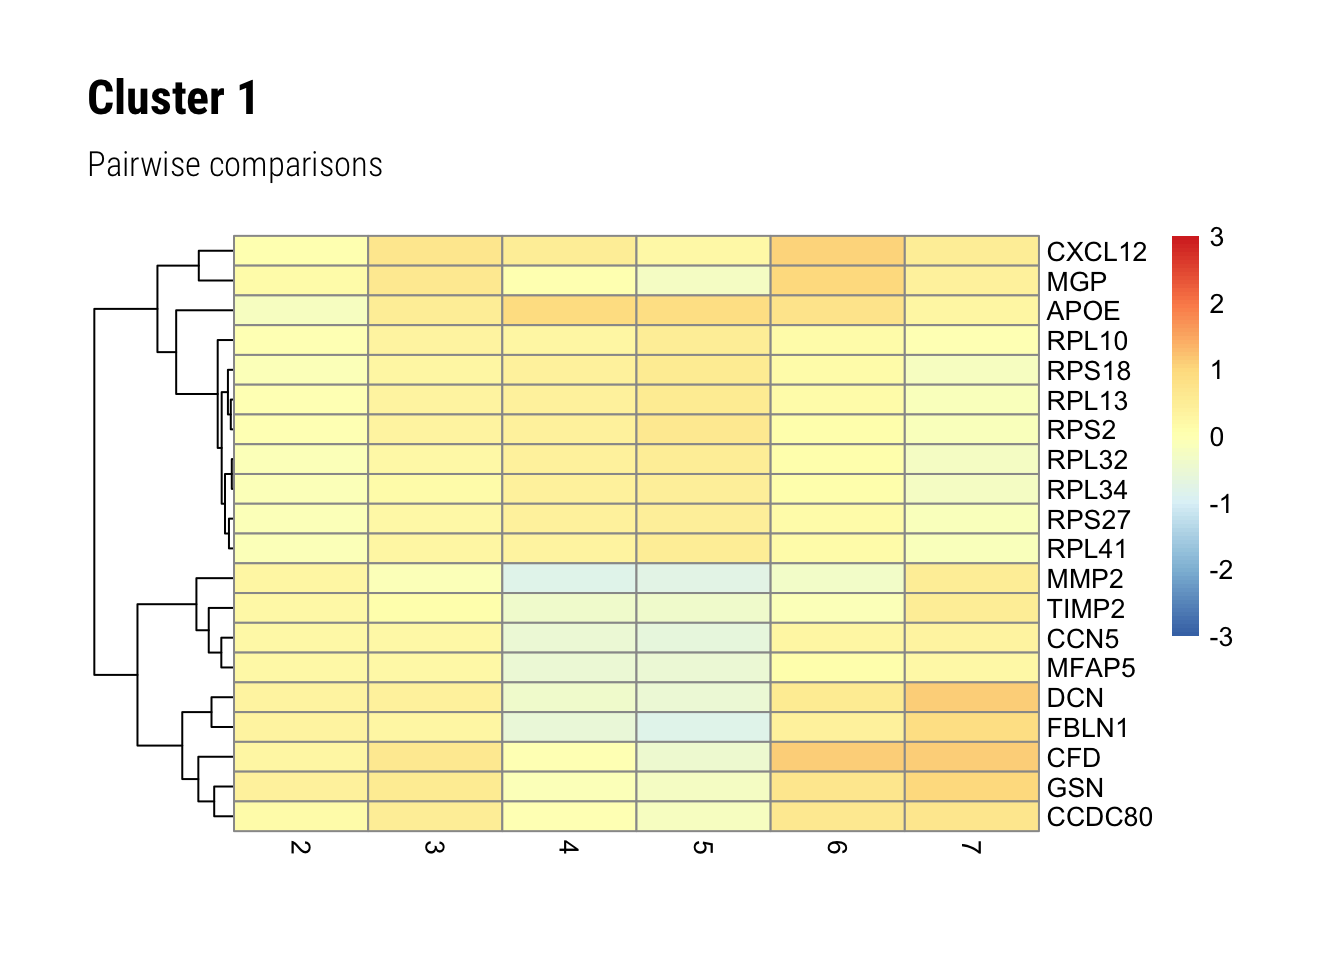 Cluster 1
Pairwise comparisons
CXCL12
MGP
APOE
RPL10
RPS18
RPL13
RPS2
RPL32
RPL34
RPS27
RPL41
MMP2
TIMP2
CCN5
MFAP5
DCN
FBLN1
CFD
GSN
CCDC80
3
2
1
0
-1
-2
-3
2 3 4 5 6 7